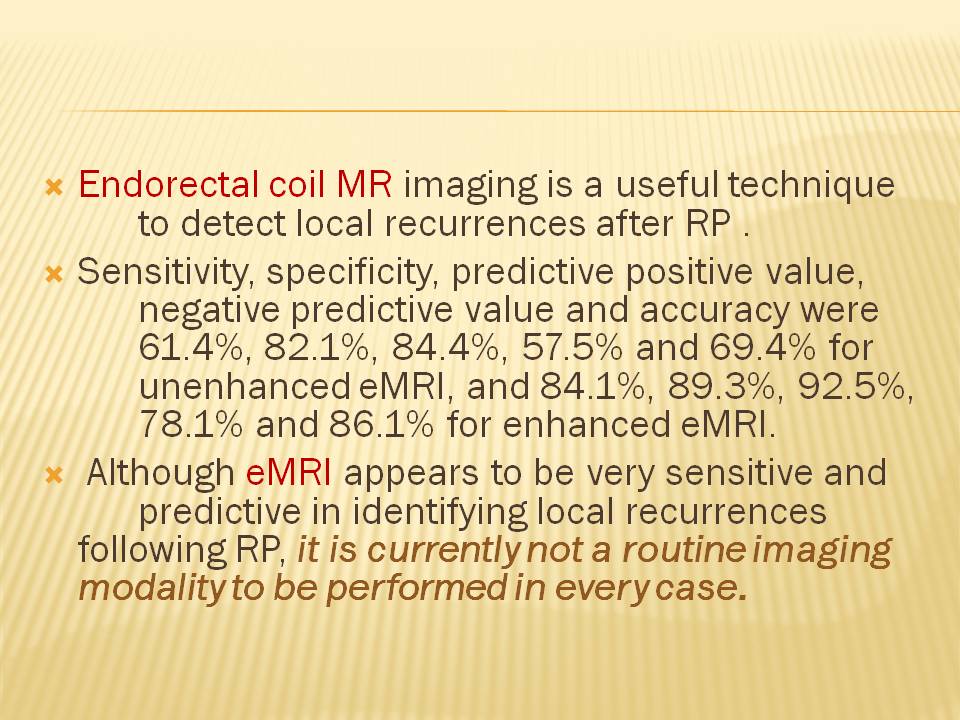 Endorectal coil MR imaging is a useful technique
to detect local recurrences after RP .
Sensitivity, specificity, predictive positive value,
negative predictive value and accuracy were
61.4%, 82.1%, 84.4%, 57.5% and 69.4% for
unenhanced eMRI, and 84.1%, 89.3%, 92.5%,
78.1% and 86.1% for enhanced eMRI.
Although eMRI appears to be very sensitive and
predictive in identifying local recurrences
following RP, it is currently not a routine imaging
modality to be performed in every case.